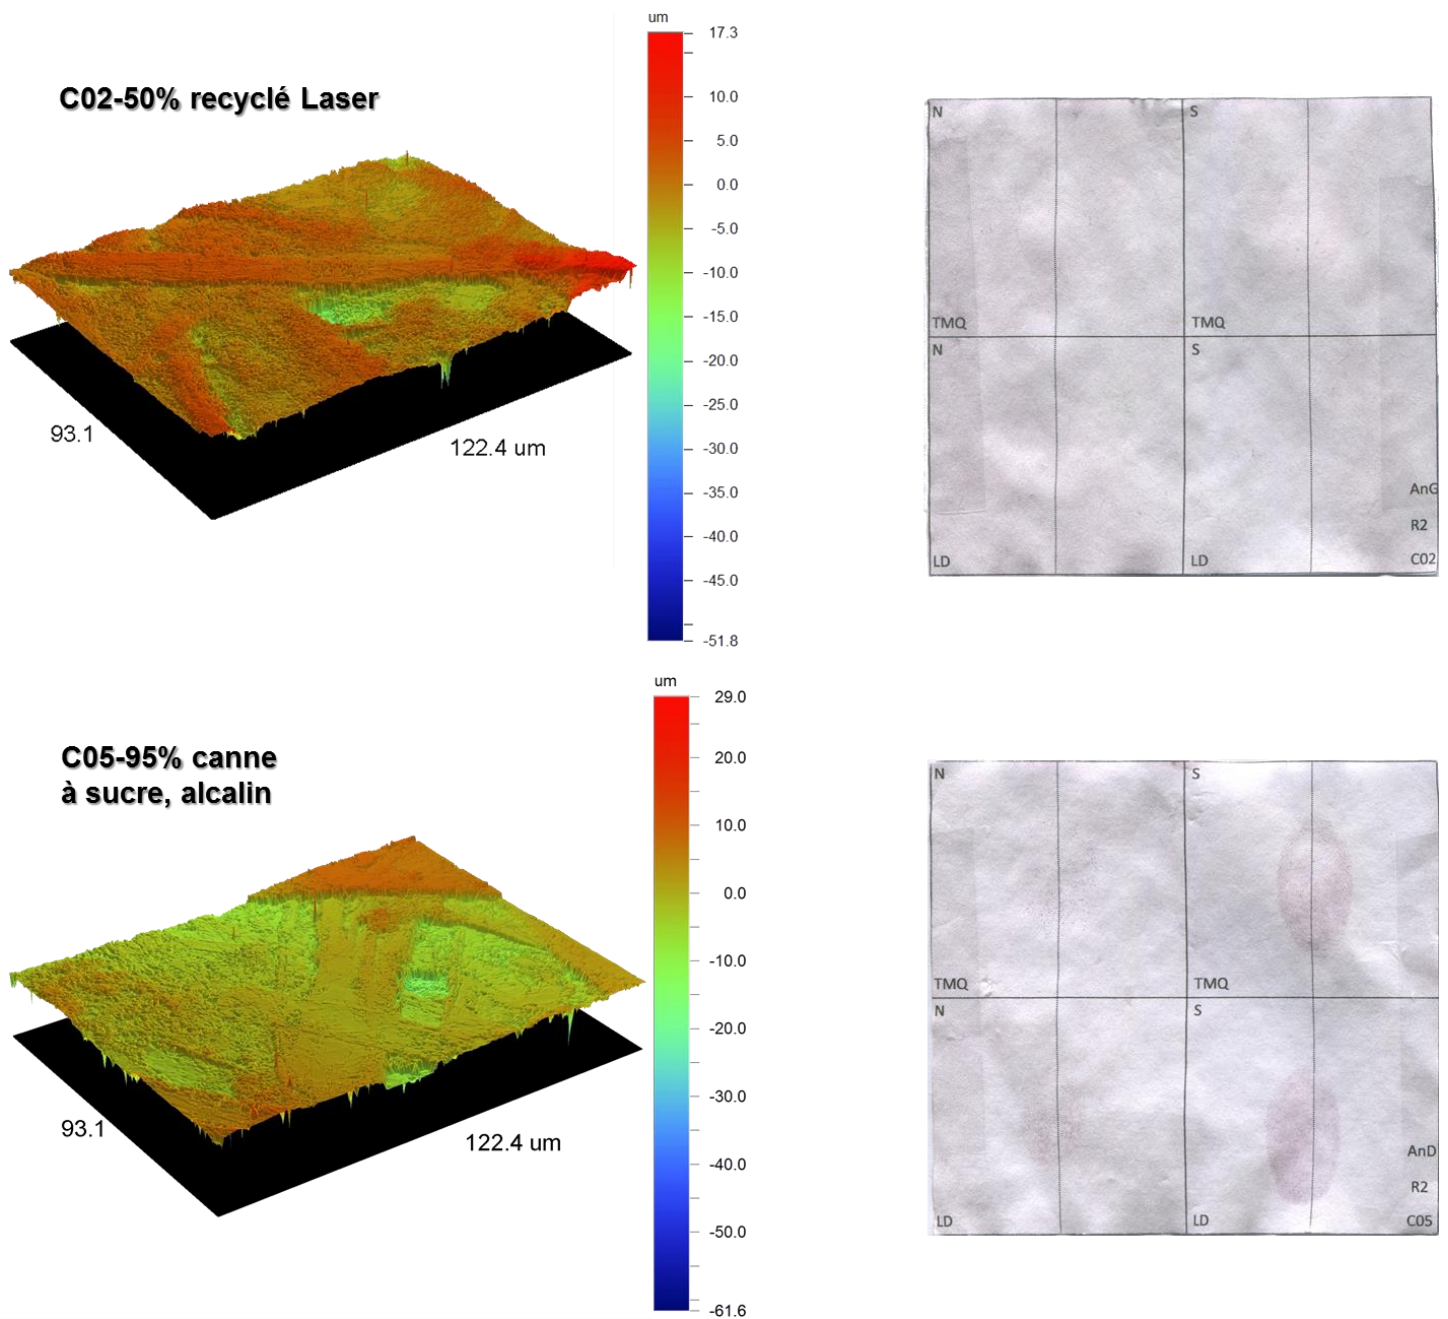 um
17.3
10.0
5.0
0.0
-5.0
-10.0
-15.0
-20.0
-25.0
-30.0
-35.0
-40.0
-45.0
-51.8
C02-50% recyclé Laser
93.1
122.4 um
N
S
TMQ
TMQ
N
S
AnG
R2
LD
LD
C02
um
29.0
20.0
10.0
0.0
-10.0
-20.0
-30.0
-40.0
-50.0
-61.6
C05-95% canne
à sucre, alcalin
93.1
122.4 um
N
S
TMQ
TMQ
N
S
AnD
R2
LD
LD
C05